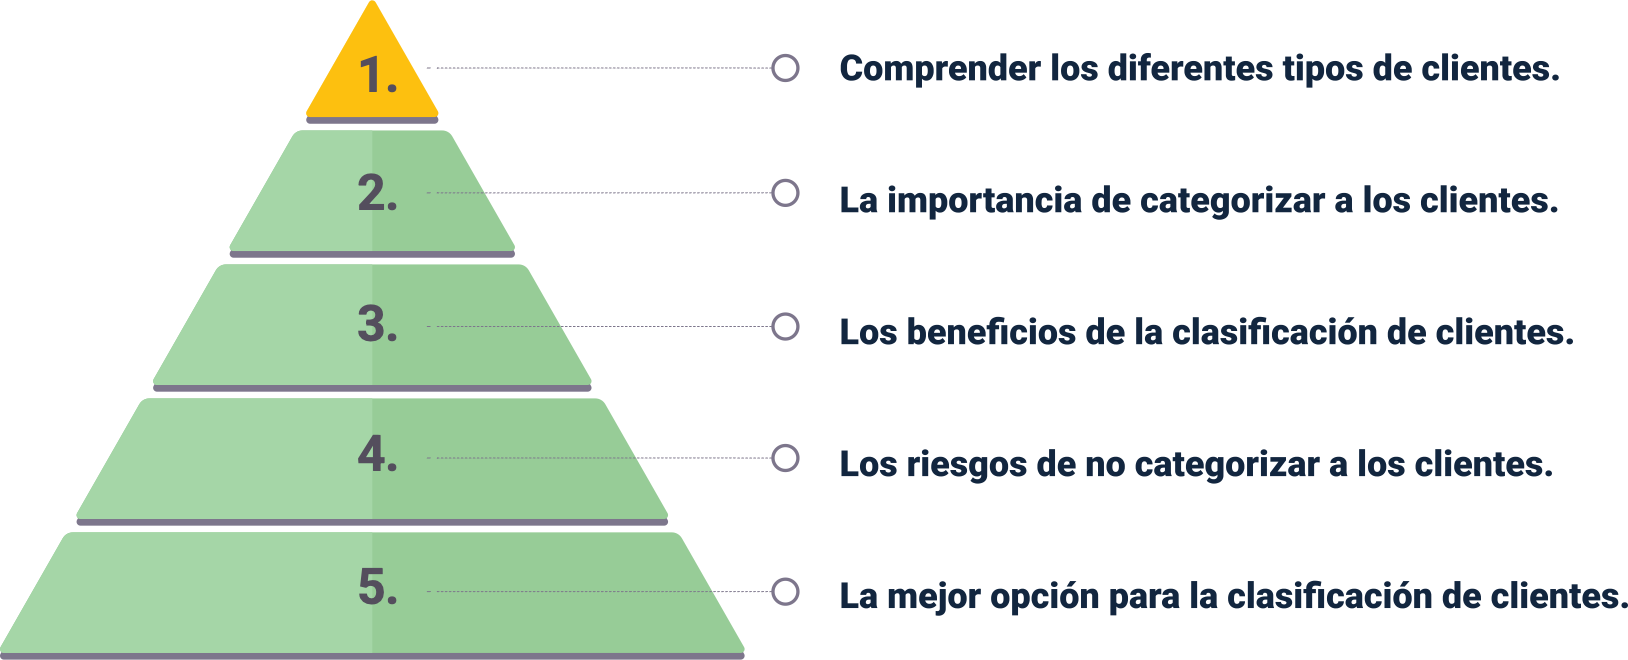 1.
Comprender los diferentes tipos de clientes.
2.
La importancia de categorizar a los clientes.
3.
Los beneficios de la clasificación de clientes.
4.
Los riesgos de no categorizar a los clientes.
5.
La mejor opción para la clasificación de clientes.